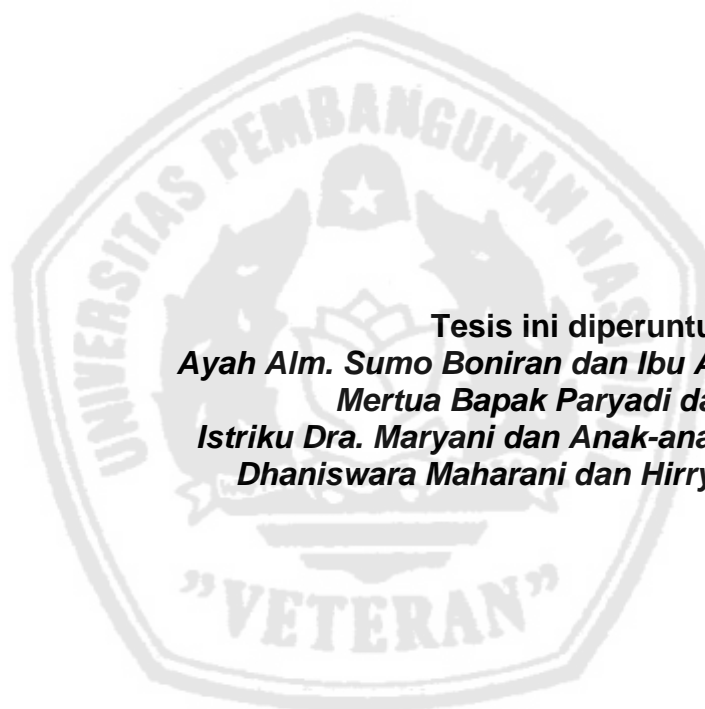 UNIVERSITAS PEMBANGUNAN NAS
Tesis ini diperuntu
Ayah Alm. Sumo Boniran dan Ibu A
Mertua Bapak Paryadi da
Istriku Dra. Maryani dan Anak-ana
Dhaniswara Maharani dan Hirry
"VETERAN"